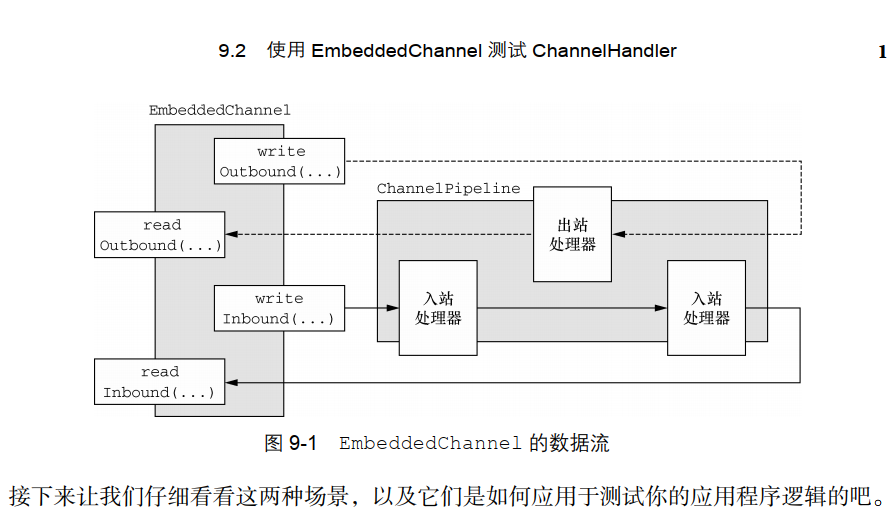 9.2 使用 EmbeddedChannel 测试 ChannelHandler 1
EmbeddedChannel
write
Outbound(...)
ChannelPipeline
read
Outbound(...)
出站
处理器
write
Inbound(...)
入站
处理器
入站
处理器
read
Inbound(...)
图 9-1 EmbeddedChannel 的数据流
接下来让我们仔细看看这两种场景，以及它们是如何应用于测试你的应用程序逻辑的吧。